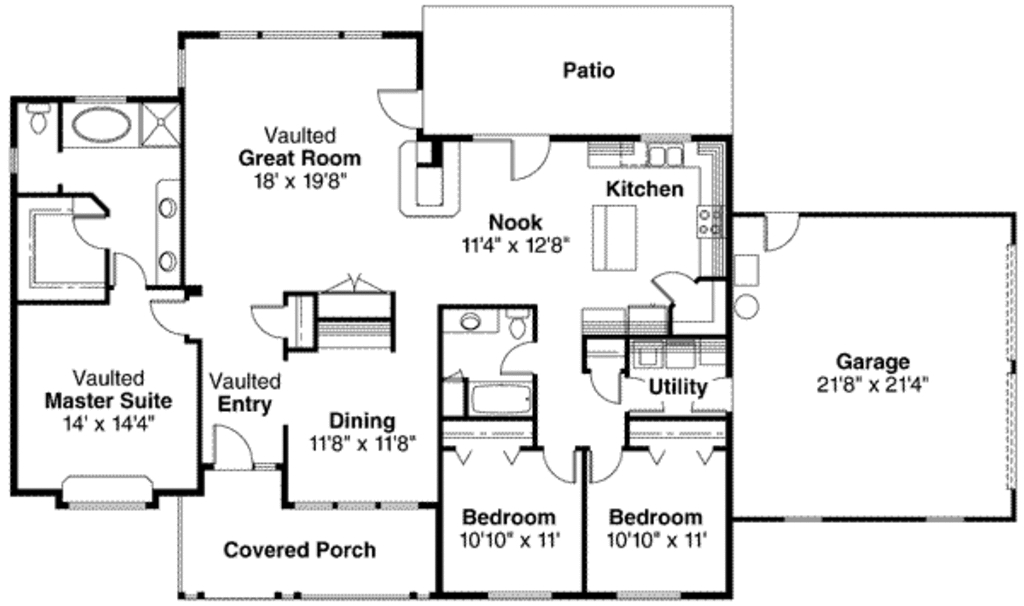 Patio
Vaulted
Great Room
18' x 19'8"
Kitchen
Nook
11'4" x 12'8"
Garage
21'8" x 21'4"
Vaulted
Master Suite
14' x 14'4"
Vaulted
Entry
Utility
Dining
11'8" x 11'8"
Bedroom
10'10" x 11'
Bedroom
10'10" x 11'
Covered Porch